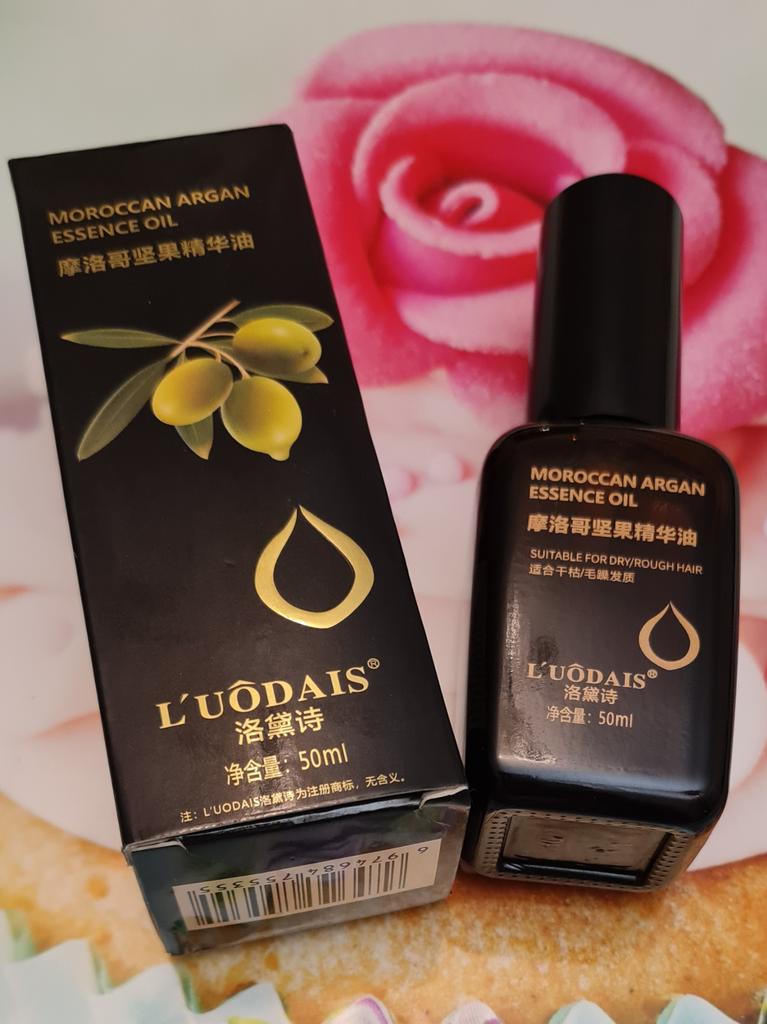 MOROCCAN ARGAN
ESSENCE OIL
摩洛哥坚果精华油
L'UÔDAIS®
洛黛诗
净含量：50ml
注：L'UODAIS洛黛诗为注册商标，无含义。
6 974684 755355
MOROCCAN ARGAN
ESSENCE OIL
摩洛哥坚果精华油
SUITABLE FOR DRY/ROUGH HAIR
适合干枯/毛躁发质
L'UÔDAIS®
洛黛诗
净含量：50ml